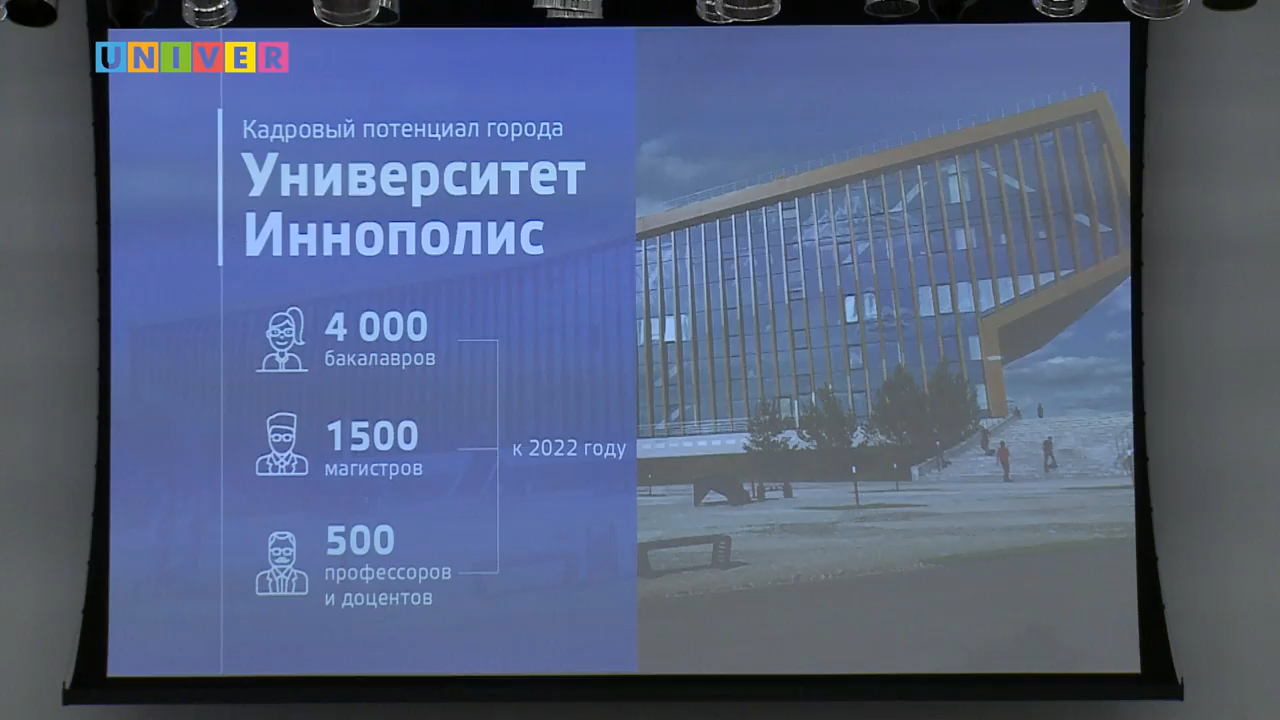 UNIVER
Кадровый потенциал города
Университет
Иннополис
4 000
бакалавров
1500
магистров
к 2022 году
500
профессоров
и доцентов